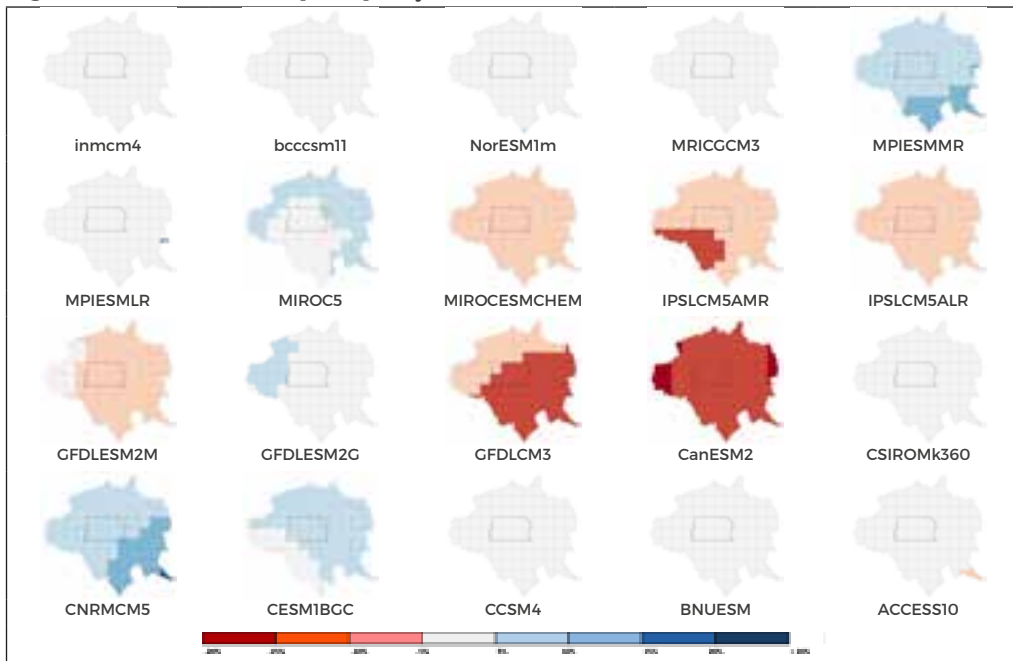 inmcm4 bcccsm11 NorESM1m MRICGCM3 MPIESMMR
MPIESMLR MIROC5 MIROCESMCHEM IPSLCM5AMR IPSLCM5ALR
GFDLESM2M GFDLESM2G GFDLCM3 CanESM2 CSIROMk360
CNRMCM5 CESM1BGC CCSM4 BNUESM ACCESS10